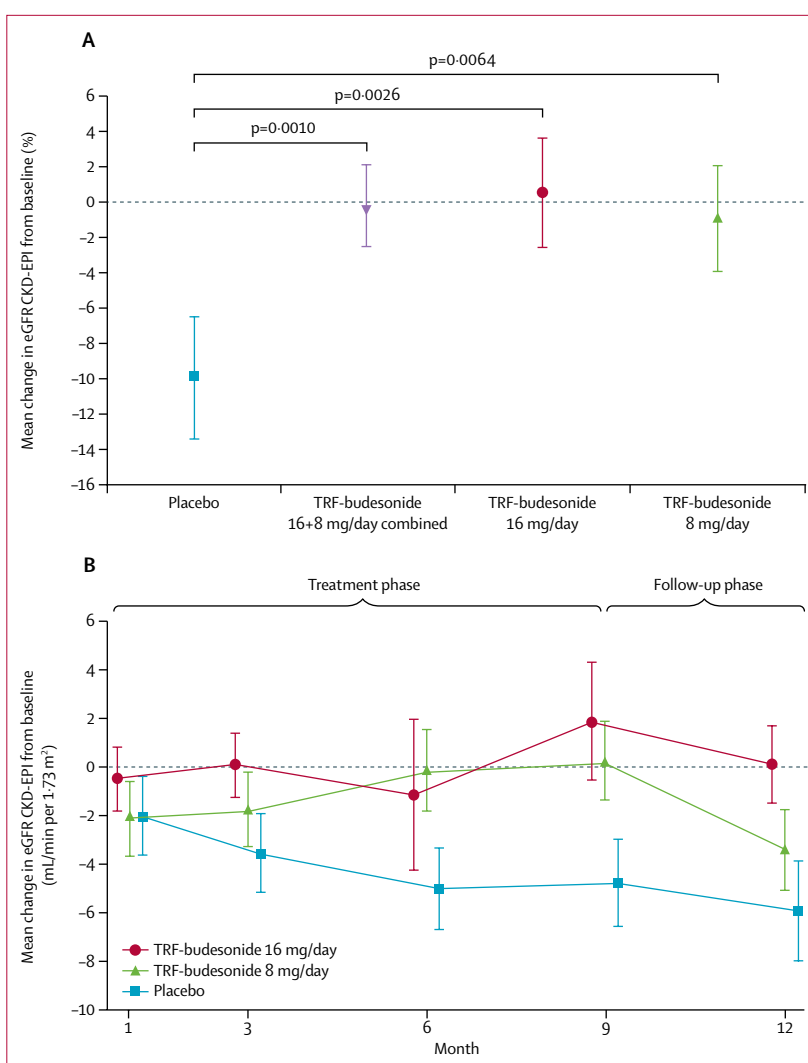 A
p=0·0064
p=0·0026
p=0·0010
Mean change in eGFR CKD-EPI from baseline (%)
6
4
2
0
–2
–4
–6
–8
–10
–12
–14
–16
Placebo
TRF-budesonide
16+8 mg/day combined
TRF-budesonide
16 mg/day
TRF-budesonide
8 mg/day
B
Treatment phase
Follow-up phase
Mean change in eGFR CKD-EPI from baseline
(mL/min per 1·73 m²)
6
4
2
0
–2
–4
–6
–8
–10
TRF-budesonide 16 mg/day
TRF-budesonide 8 mg/day
Placebo
1
3
6
9
12
Month